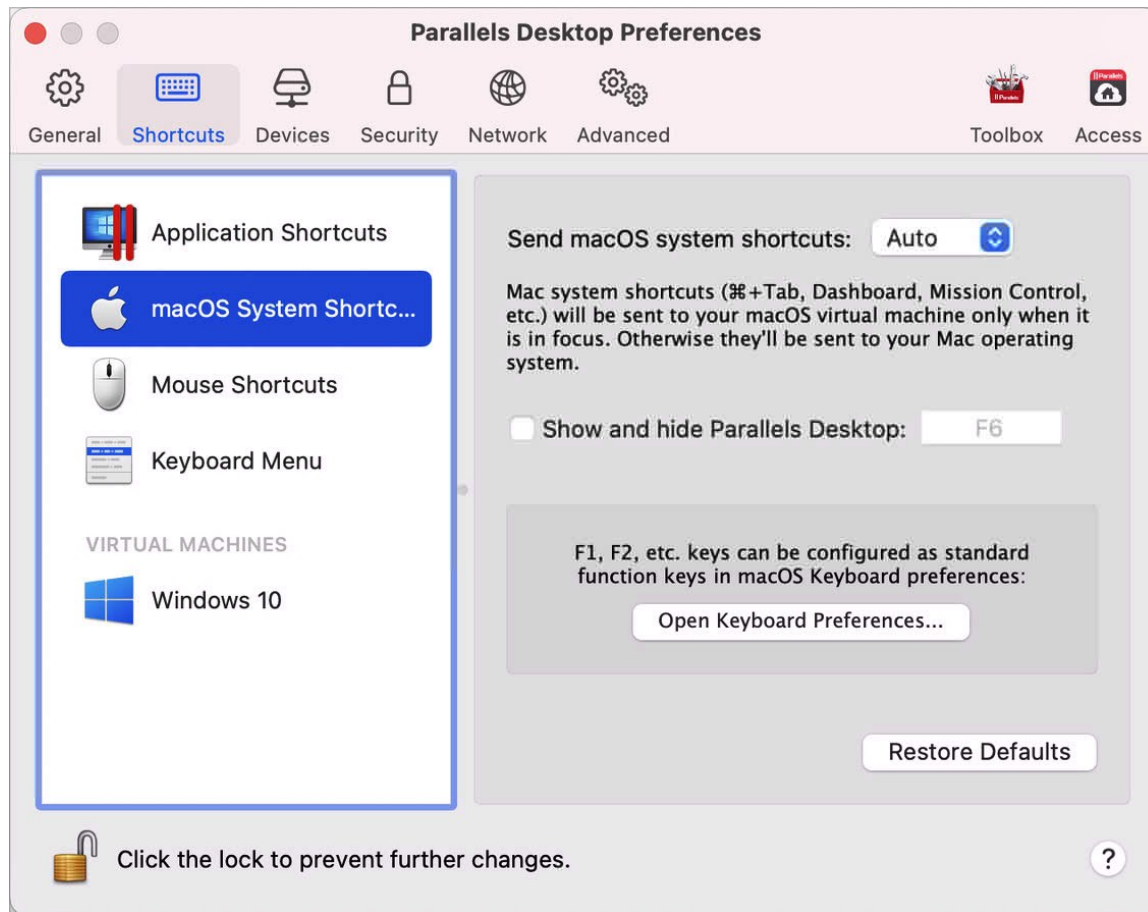 Parallels Desktop Preferences
General Shortcuts Devices Security Network Advanced Toolbox Access
Application Shortcuts
macOS System Shortc...
Mouse Shortcuts
Keyboard Menu
VIRTUAL MACHINES
Windows 10
Send macOS system shortcuts: Auto
Mac system shortcuts (⌘+Tab, Dashboard, Mission Control,
etc.) will be sent to your macOS virtual machine only when it
is in focus. Otherwise they'll be sent to your Mac operating
system.
Show and hide Parallels Desktop: F6
F1, F2, etc. keys can be configured as standard
function keys in macOS Keyboard preferences:
Open Keyboard Preferences...
Restore Defaults
Click the lock to prevent further changes.
?